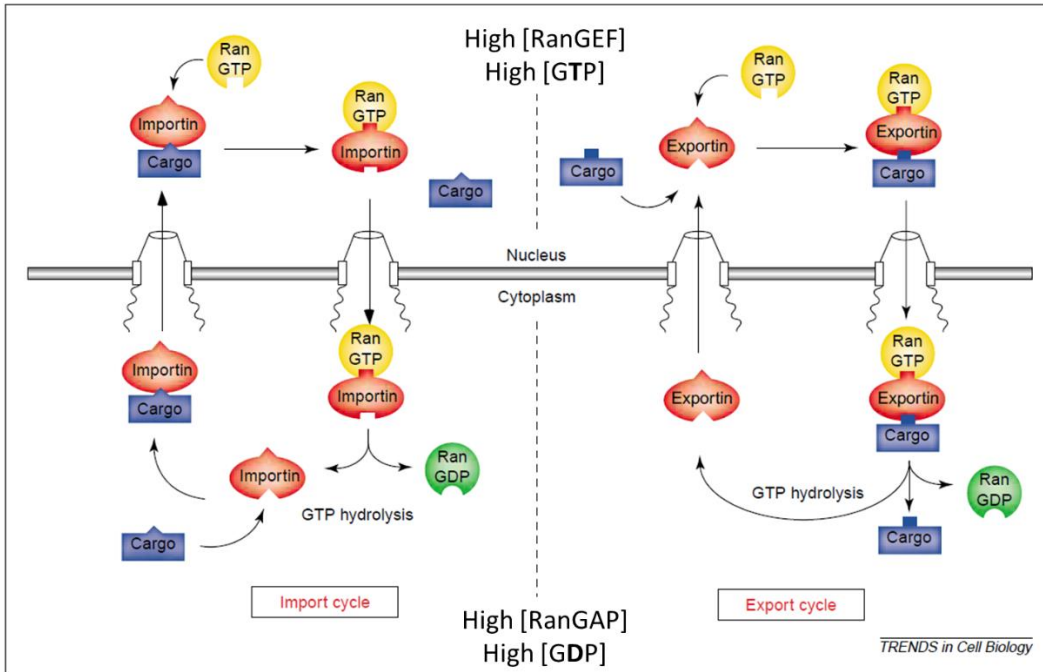 High [RanGEF]
High [GTP]
Ran
GTP
Importin
Cargo
Ran
GTP
Importin
Cargo
Ran
GTP
Exportin
Cargo
Ran
GTP
Exportin
Cargo
Nucleus
Cytoplasm
Importin
Cargo
Ran
GTP
Importin
Importin
Ran
GDP
GTP hydrolysis
Cargo
Exportin
Ran
GTP
Exportin
Cargo
GTP hydrolysis
Ran
GDP
Cargo
Import cycle
High [RanGAP]
High [GDP]
Export cycle
TRENDS in Cell Biology